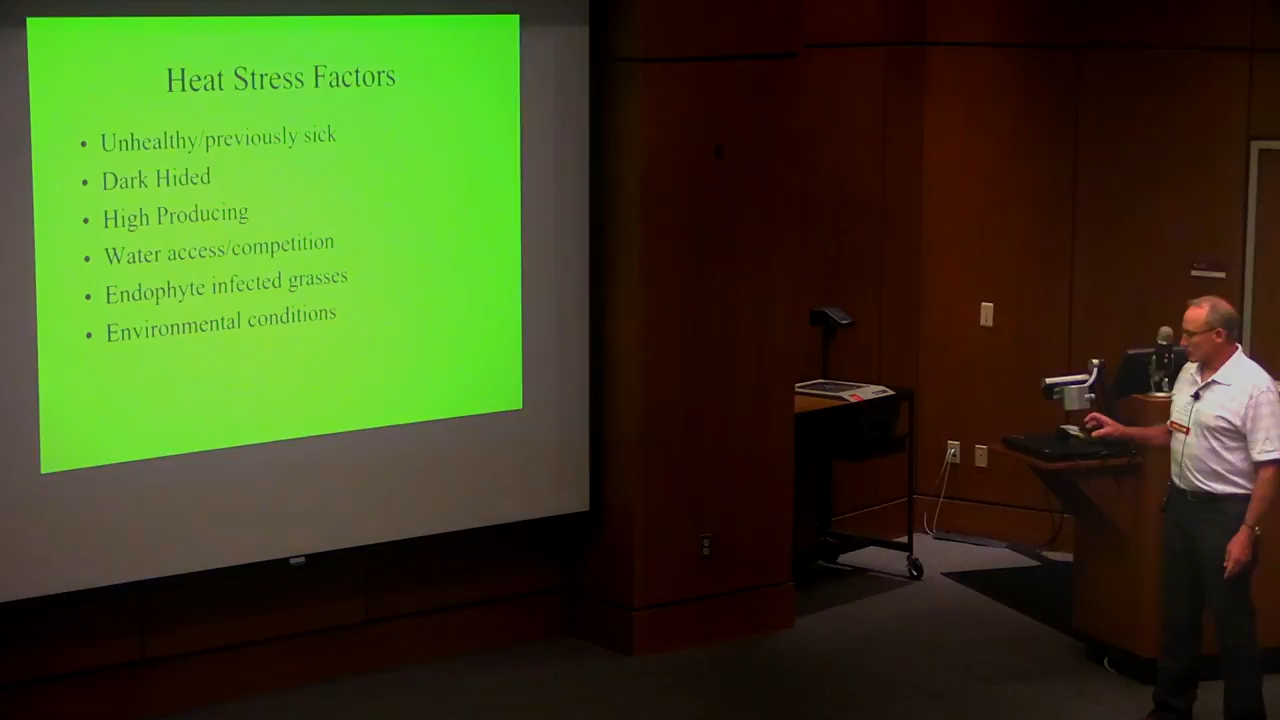 Heat Stress Factors
• Unhealthy/previously sick
• Dark Hided
• High Producing
• Water access/competition
• Endophyte infected grasses
• Environmental conditions